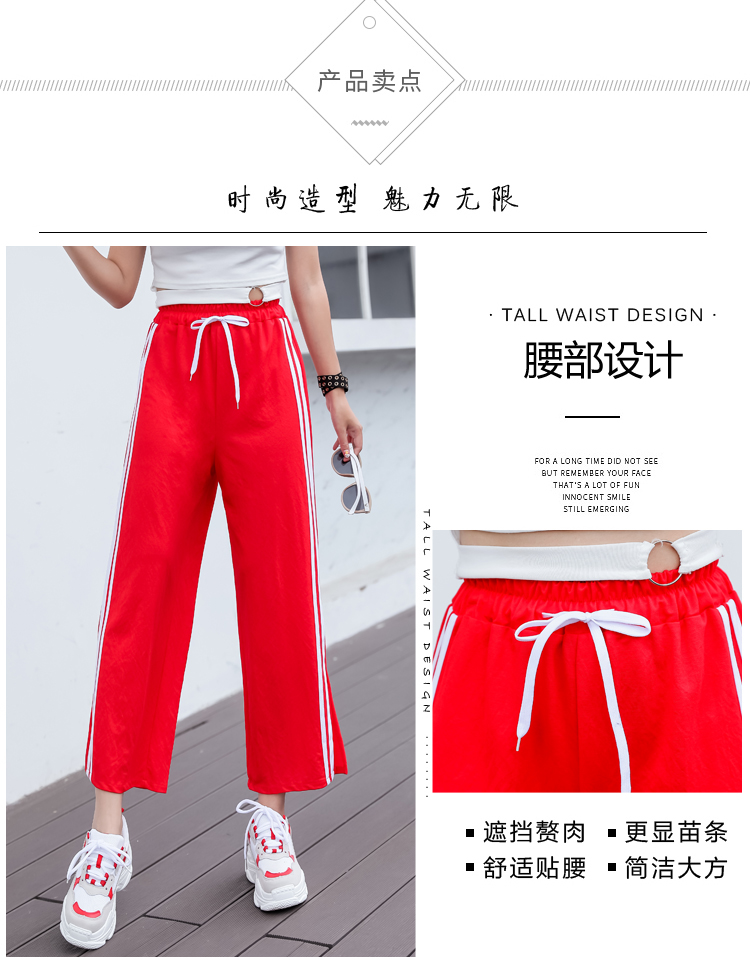 产品卖点
时尚造型 魅力无限
· TALL WAIST DESIGN ·
腰部设计
FOR A LONG TIME DID NOT SEE
BUT REMEMBER YOUR FACE
THAT'S A LOT OF FUN
INNOCENT SMILE
STILL EMERGING
TALL WAIST DESIGN ·········
■ 遮挡赘肉 ■ 更显苗条
■ 舒适贴腰 ■ 简洁大方